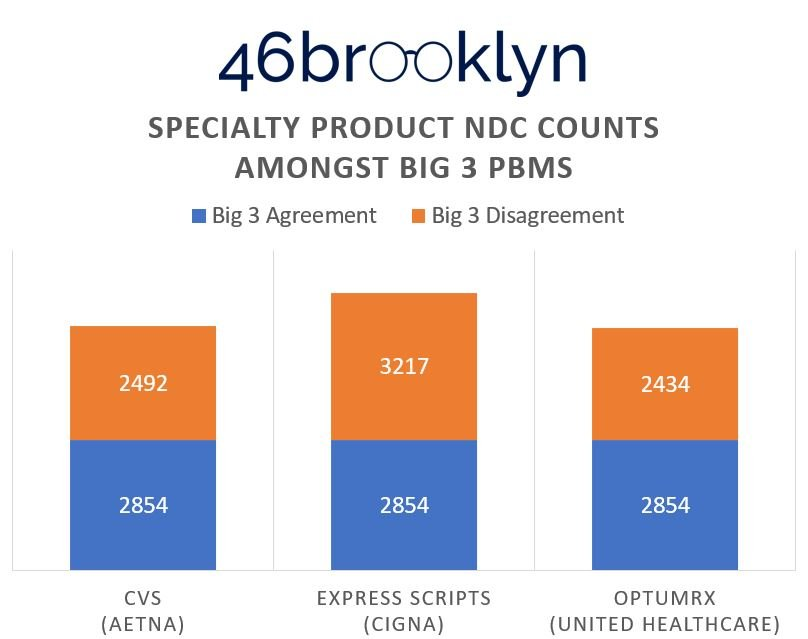 46brooklyn
SPECIALTY PRODUCT NDC COUNTS
AMONGST BIG 3 PBMS
Big 3 Agreement Big 3 Disagreement
2492 3217 2434
2854 2854 2854
CVS
(AETNA)
EXPRESS SCRIPTS
(CIGNA)
OPTUMRX
(UNITED HEALTHCARE)